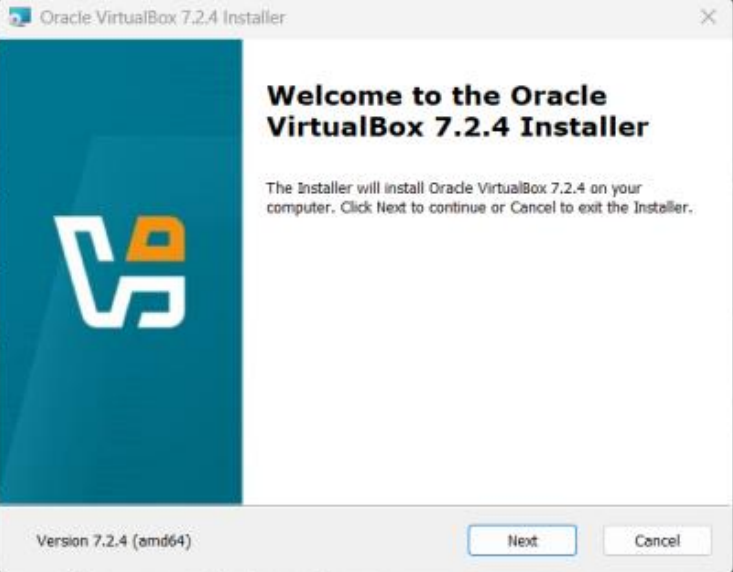 Oracle VirtualBox 7.2.4 Installer
Welcome to the Oracle
VirtualBox 7.2.4 Installer
The Installer will install Oracle VirtualBox 7.2.4 on your
computer. Click Next to continue or Cancel to exit the Installer.
Version 7.2.4 (amd64)
Next
Cancel